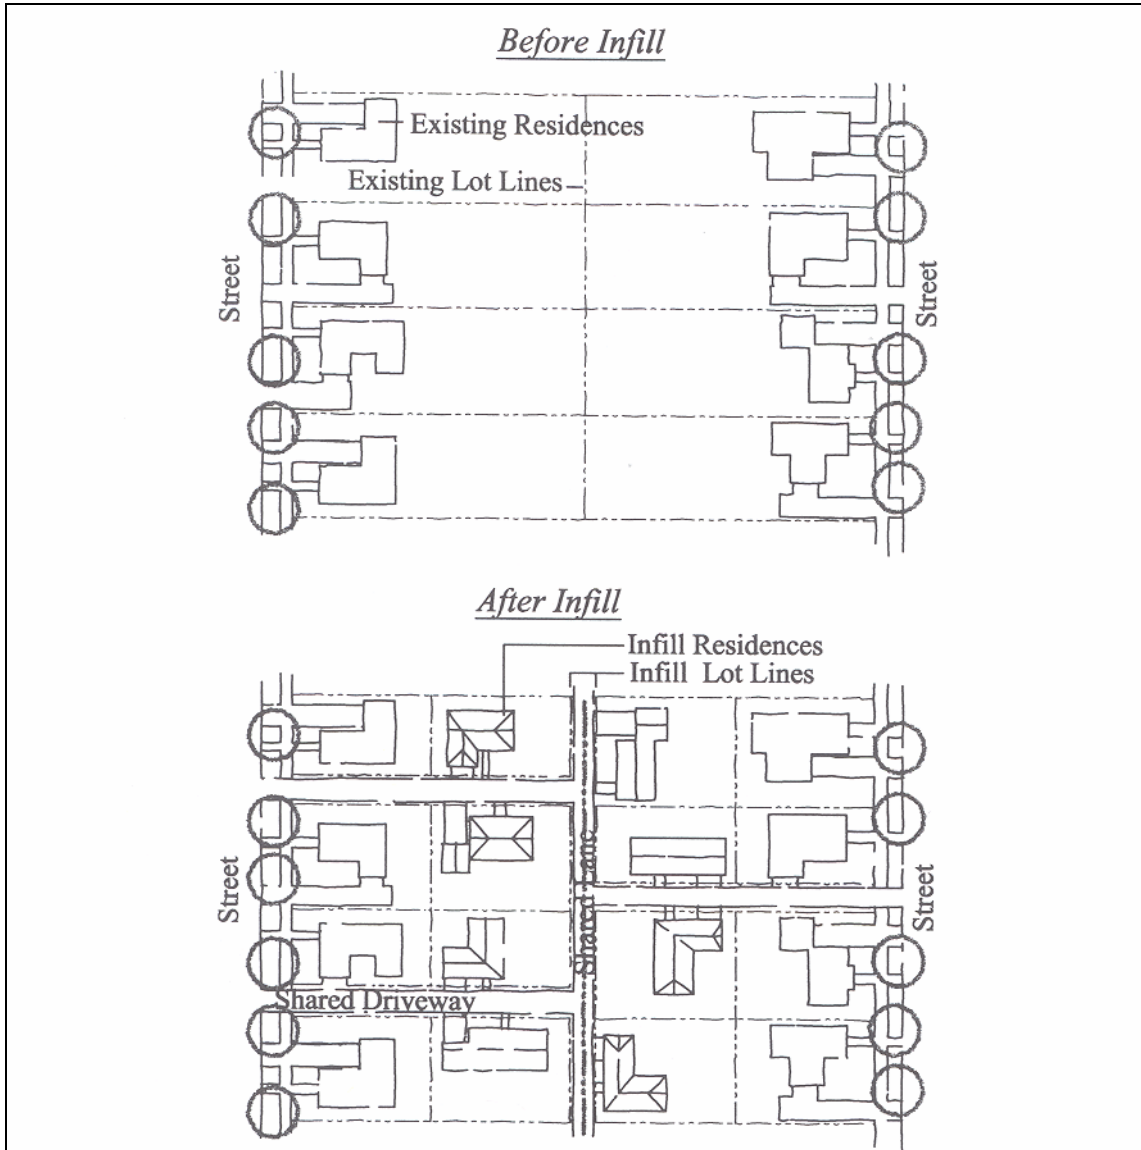 Before Infill
Existing Residences
Existing Lot Lines
Street
Street
After Infill
Infill Residences
Infill Lot Lines
Shared Lane
Street
Street
Shared Driveway